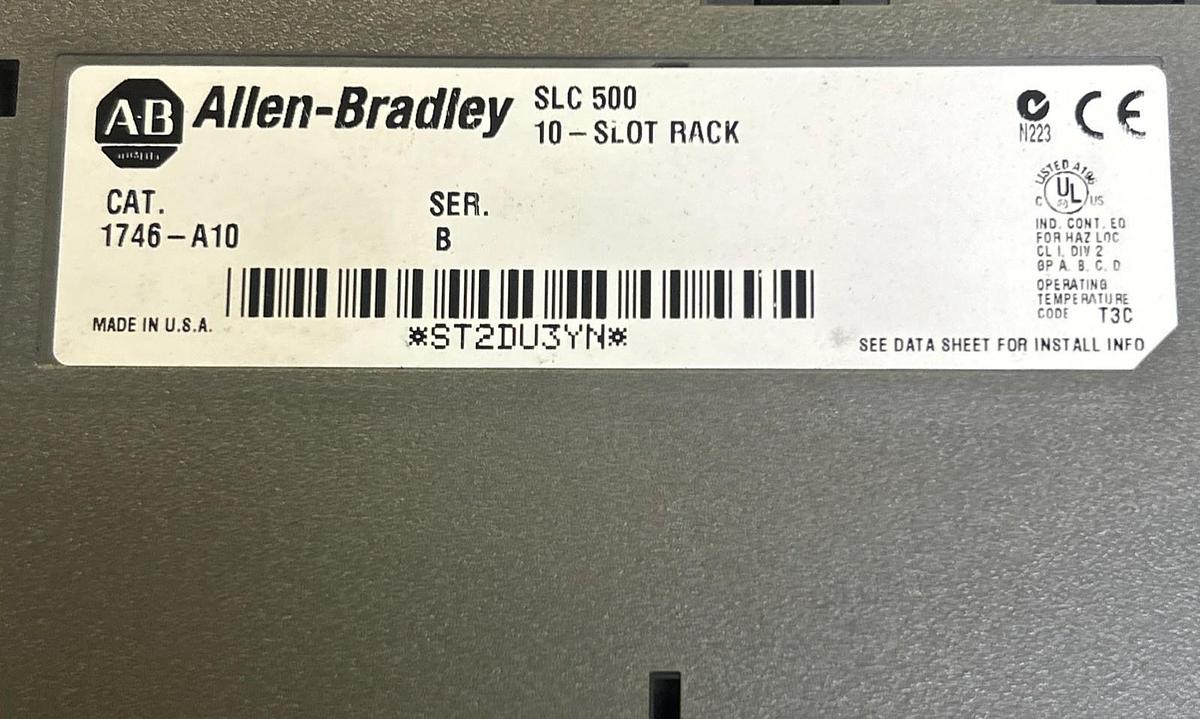 A·B Allen-Bradley
SLC 500
10-SLOT RACK
CAT.
1746-A10
SER.
B
MADE IN U.S.A.
*ST2DU3YN*
N223
CE
LISTED A196
C UL US
IND. CONT. EQ
FOR HAZ LOC
CL I, DIV 2
GP A, B, C, D
OPERATING
TEMPERATURE
CODE T3C
SEE DATA SHEET FOR INSTALL INFO